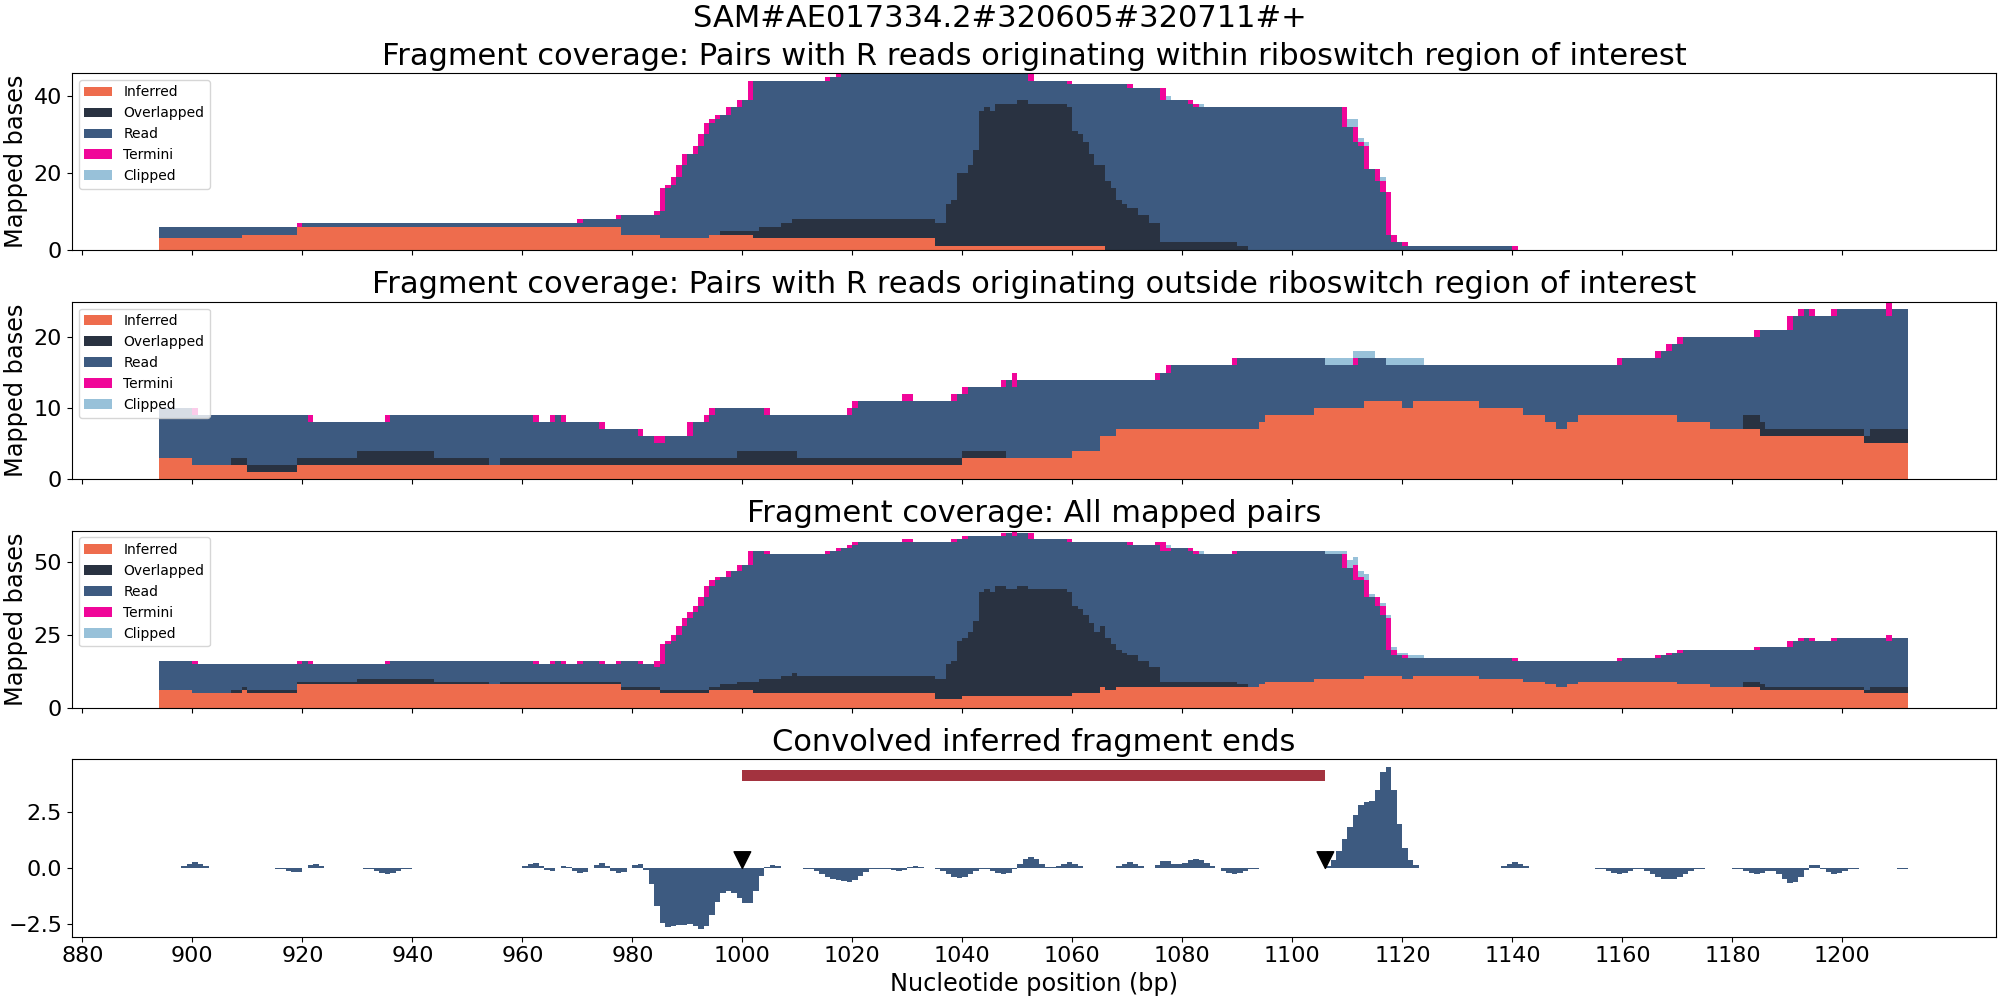 SAM#AE017334.2#320605#320711#+
Fragment coverage: Pairs with R reads originating within riboswitch region of interest
Mapped bases
40
20
0
Inferred
Overlapped
Read
Termini
Clipped
Fragment coverage: Pairs with R reads originating outside riboswitch region of interest
Mapped bases
20
10
0
Inferred
Overlapped
Read
Termini
Clipped
Fragment coverage: All mapped pairs
Mapped bases
50
25
0
Inferred
Overlapped
Read
Termini
Clipped
Convolved inferred fragment ends
2.5
0.0
−2.5
880 900 920 940 960 980 1000 1020 1040 1060 1080 1100 1120 1140 1160 1180 1200
Nucleotide position (bp)